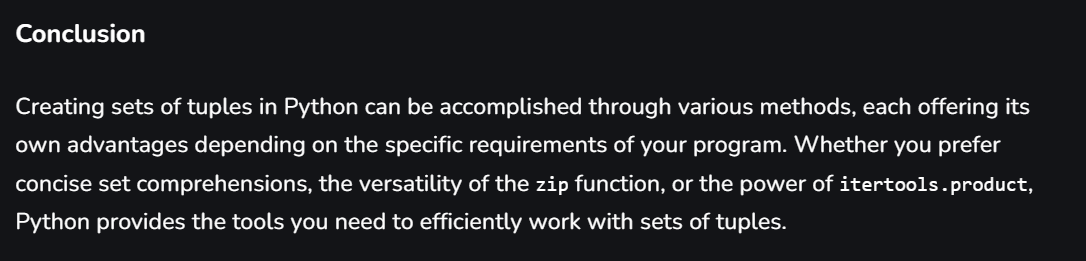 Conclusion
Creating sets of tuples in Python can be accomplished through various methods, each offering its
own advantages depending on the specific requirements of your program. Whether you prefer
concise set comprehensions, the versatility of the zip function, or the power of itertools.product,
Python provides the tools you need to efficiently work with sets of tuples.